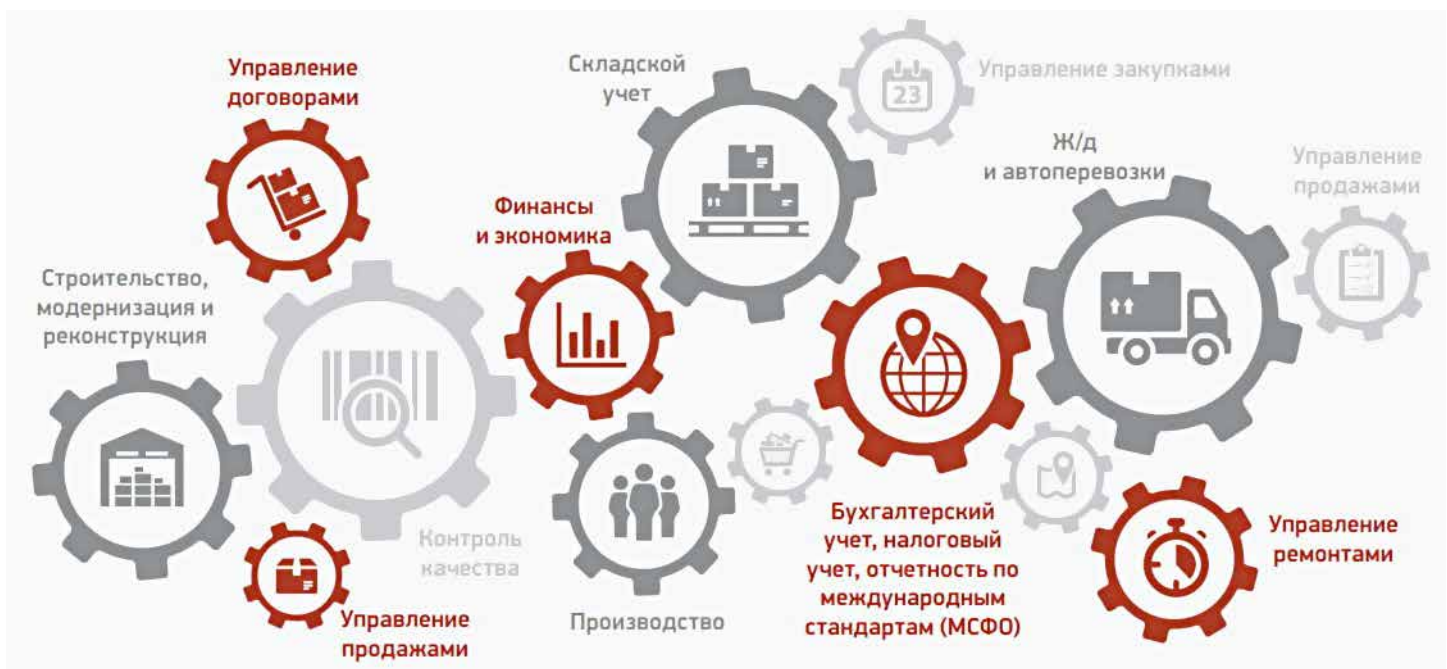 Управление
договорами
Складской
учет
23
Управление закупками
Ж/д
и автоперевозки
Управление
продажами
Финансы
и экономика
Строительство,
модернизация и
реконструкция
Контроль
качества
Управление
продажами
Производство
Бухгалтерский
учет, налоговый
учет, отчетность по
международным
стандартам (МСФО)
Управление
ремонтами